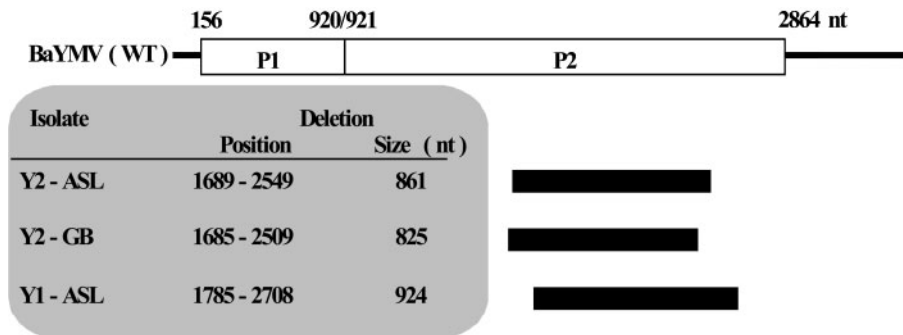 156 920/921 2864 nt
BaYMV ( WT ) P1 P2
Isolate Deletion
Position Size ( nt )
Y2 - ASL 1689 - 2549 861
Y2 - GB 1685 - 2509 825
Y1 - ASL 1785 - 2708 924